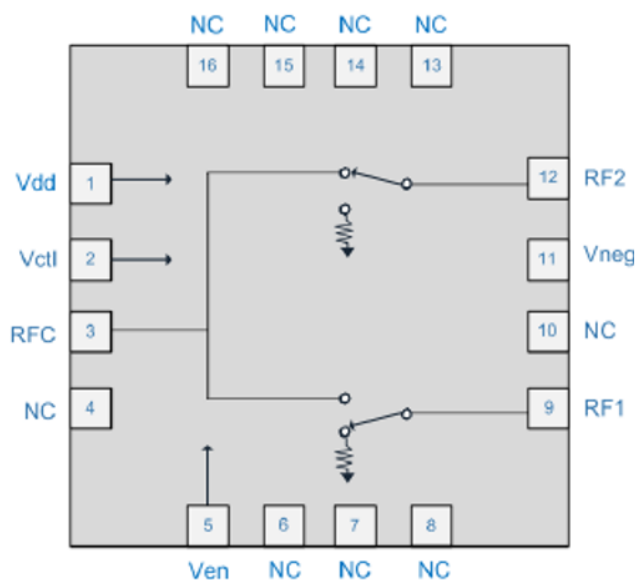 NC NC NC NC
16 15 14 13
Vdd 1 12 RF2
Vctl 2 11 Vneg
RFC 3 10 NC
NC 4 9 RF1
5 6 7 8
Ven NC NC NC